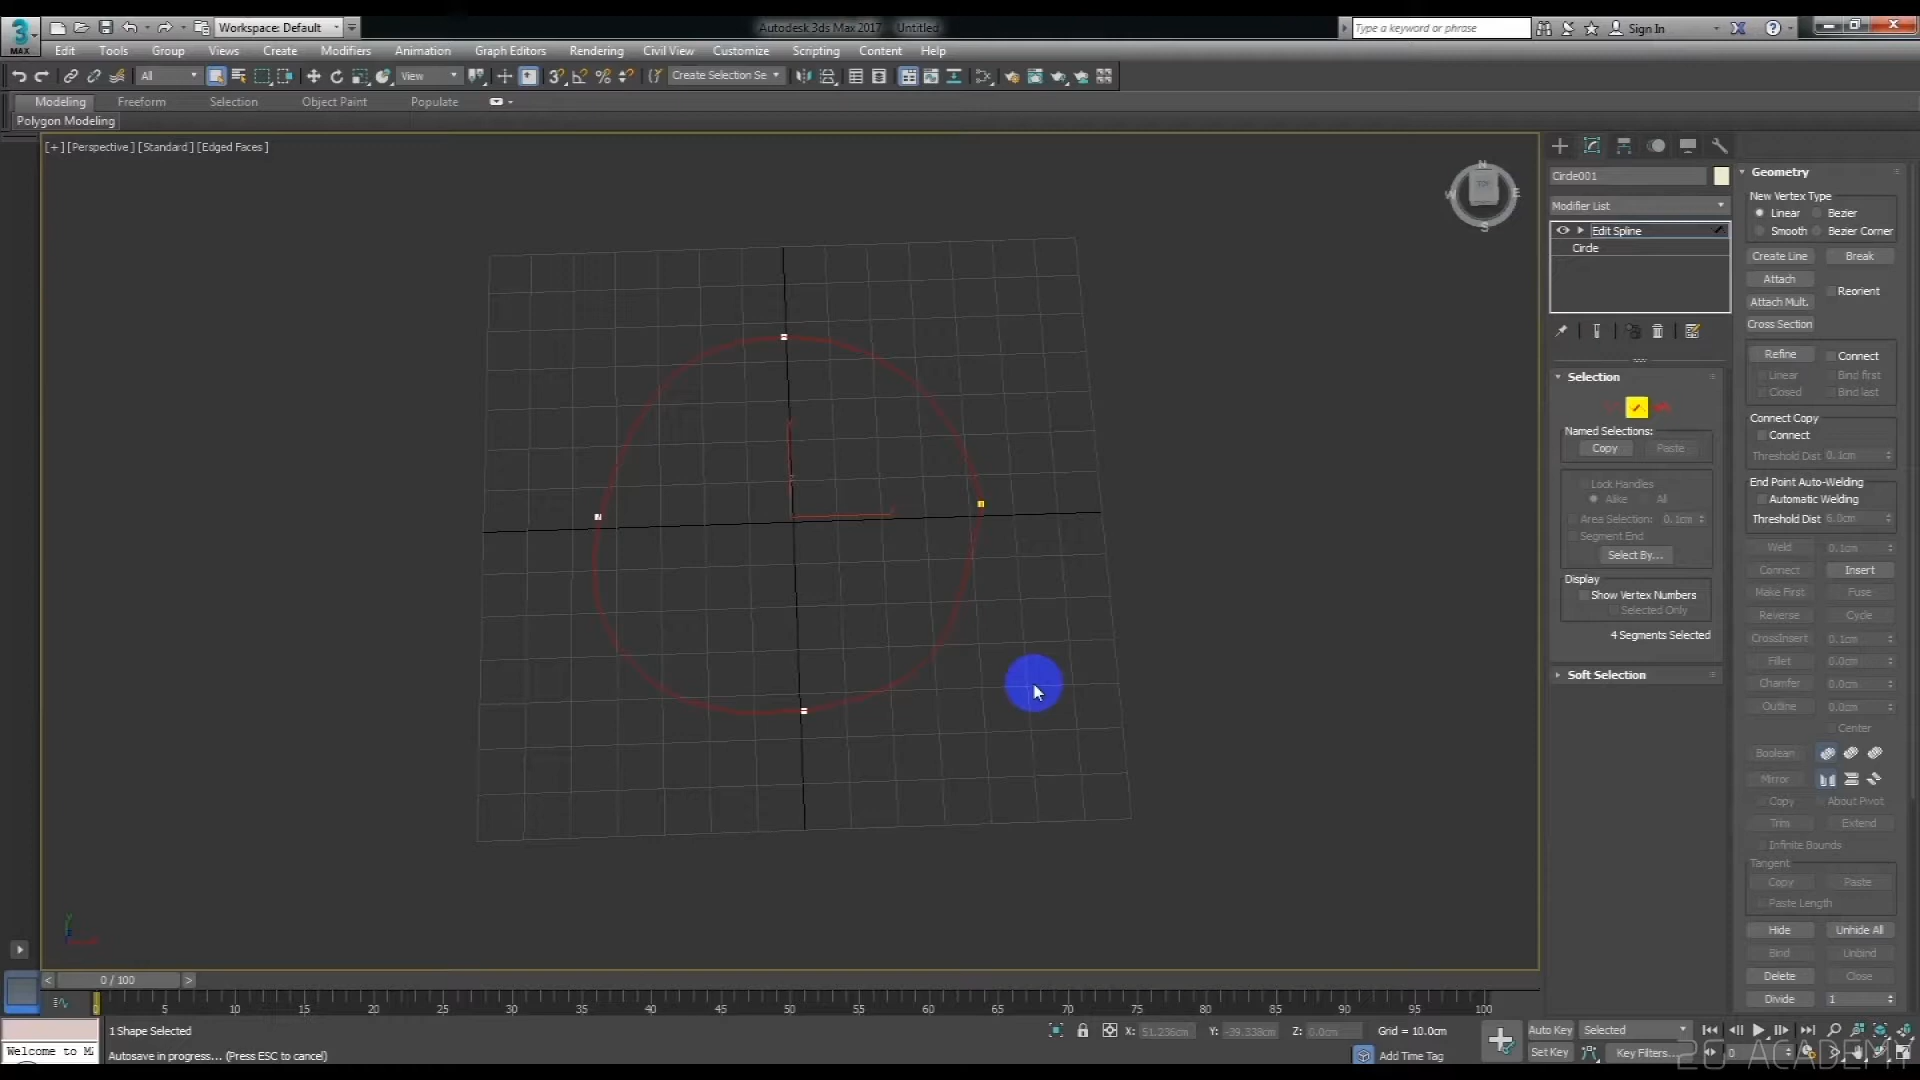 Workspace: Default
Autodesk 3ds Max 2017 Untitled
Type a keyword or phrase
Sign In
MAX
Edit Tools Group Views Create Modifiers Animation Graph Editors Rendering Civil View Customize Scripting Content Help
All View Create Selection Se
Modeling Freeform Selection Object Paint Populate
Polygon Modeling
[+] [Perspective] [Standard] [Edged Faces]
N
W TOP E
S
Circle001
Modifier List
Edit Spline
Circle
Selection
Named Selections:
Copy Paste
Lock Handles
Alike All
Area Selection: 0.1cm
Segment End
Select By...
Display
Show Vertex Numbers
Selected Only
4 Segments Selected
Soft Selection
Geometry
New Vertex Type
Linear Bezier
Smooth Bezier Corner
Create Line Break
Attach
Reorient
Attach Mult.
Cross Section
Refine Connect
Linear Bind first
Closed Bind last
Connect Copy
Connect
Threshold Dist 0.1cm
End Point Auto-Welding
Automatic Welding
Threshold Dist 6.0cm
Weld 0.1cm
Connect Insert
Make First Fuse
Reverse Cycle
CrossInsert 0.1cm
Fillet 0.0cm
Chamfer 0.0cm
Outline 0.0cm
Center
Boolean
Mirror
Copy About Pivot
Trim Extend
Infinite Bounds
Tangent
Copy Paste
Paste Length
Hide Unhide All
Bind Unbind
Delete Close
Divide 1
< 0 / 100 >
0 5 10 15 20 25 30 35 40 45 50 55 60 65 70 75 80 85 90 95 100
1 Shape Selected
X: 51.236cm Y: -39.338cm Z: 0.0cm Grid = 10.0cm
Auto Key Selected
Welcome to M
Autosave in progress... (Press ESC to cancel)
Add Time Tag
Set Key Key Filters... 0
2G ACADEMY